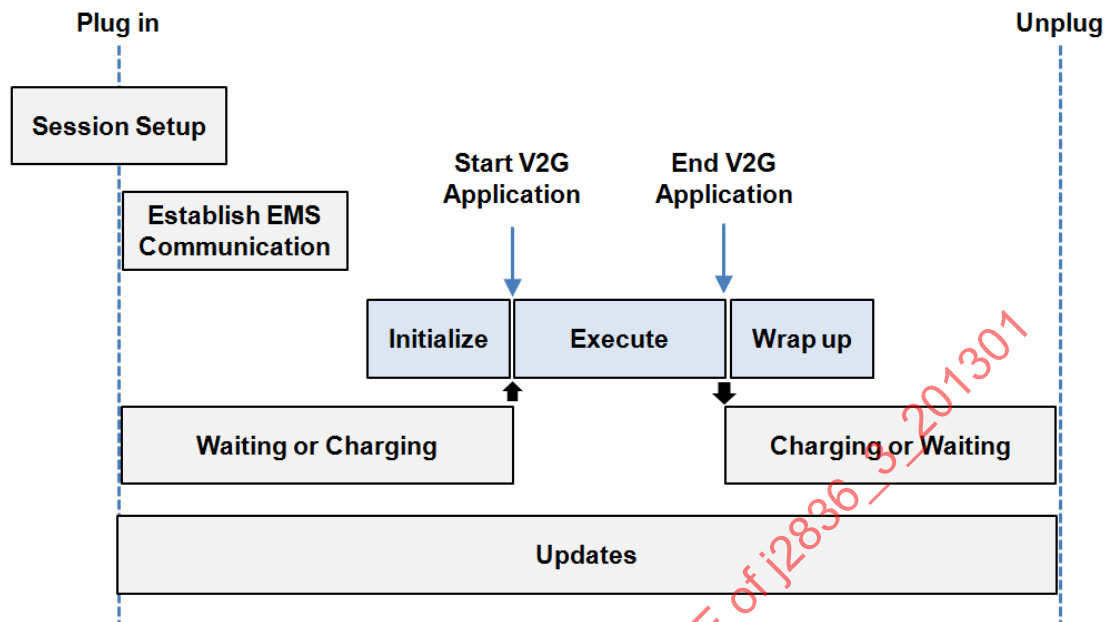 Plug in
Unplug
Session Setup
Start V2G
Application
End V2G
Application
Establish EMS
Communication
Initialize
Execute
Wrap up
Waiting or Charging
Charging or Waiting
Updates
of j2836_3_201301